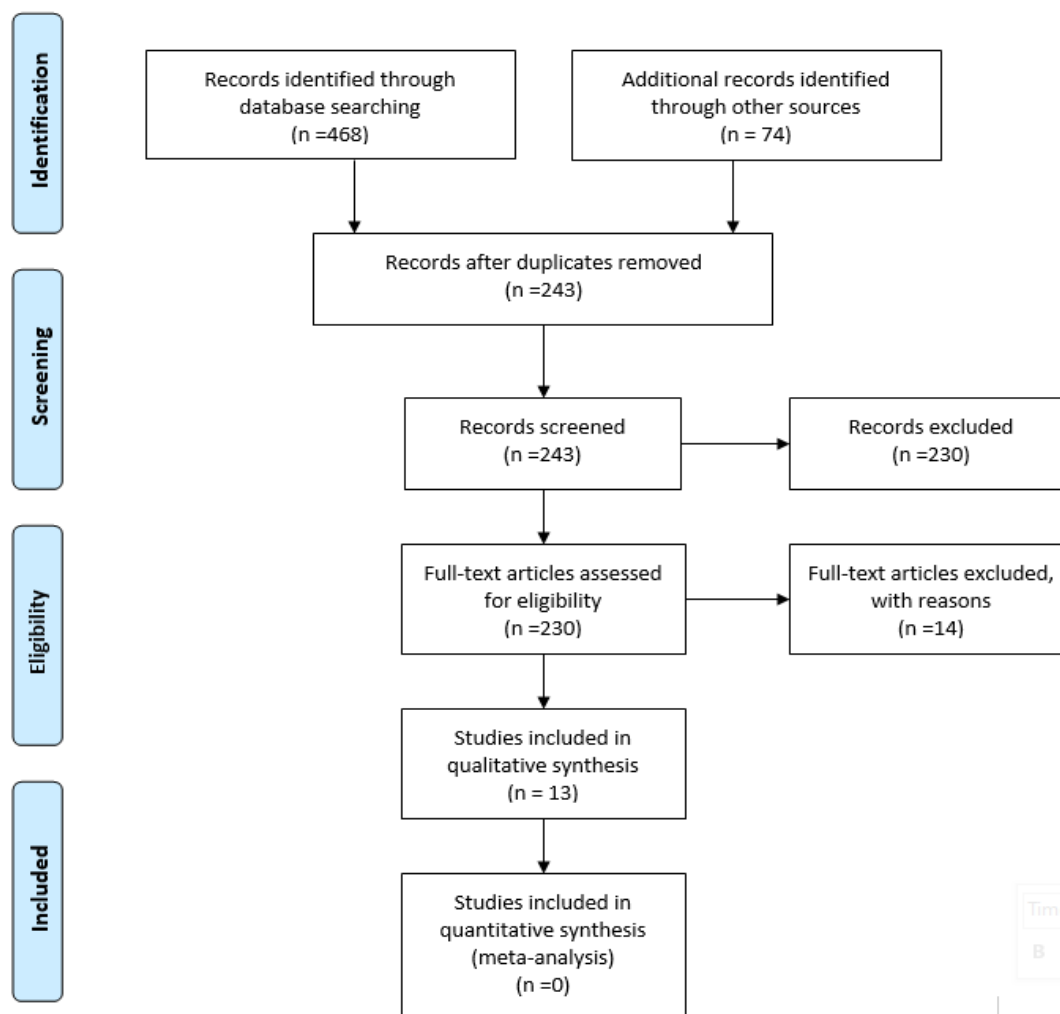 Identification
Records identified through
database searching
(n =468)
Additional records identified
through other sources
(n = 74)
Records after duplicates removed
(n =243)
Screening
Records screened
(n =243)
Records excluded
(n =230)
Eligibility
Full-text articles assessed
for eligibility
(n =230)
Full-text articles excluded,
with reasons
(n =14)
Studies included in
qualitative synthesis
(n = 13)
Included
Studies included in
quantitative synthesis
(meta-analysis)
(n =0)
Tim
B